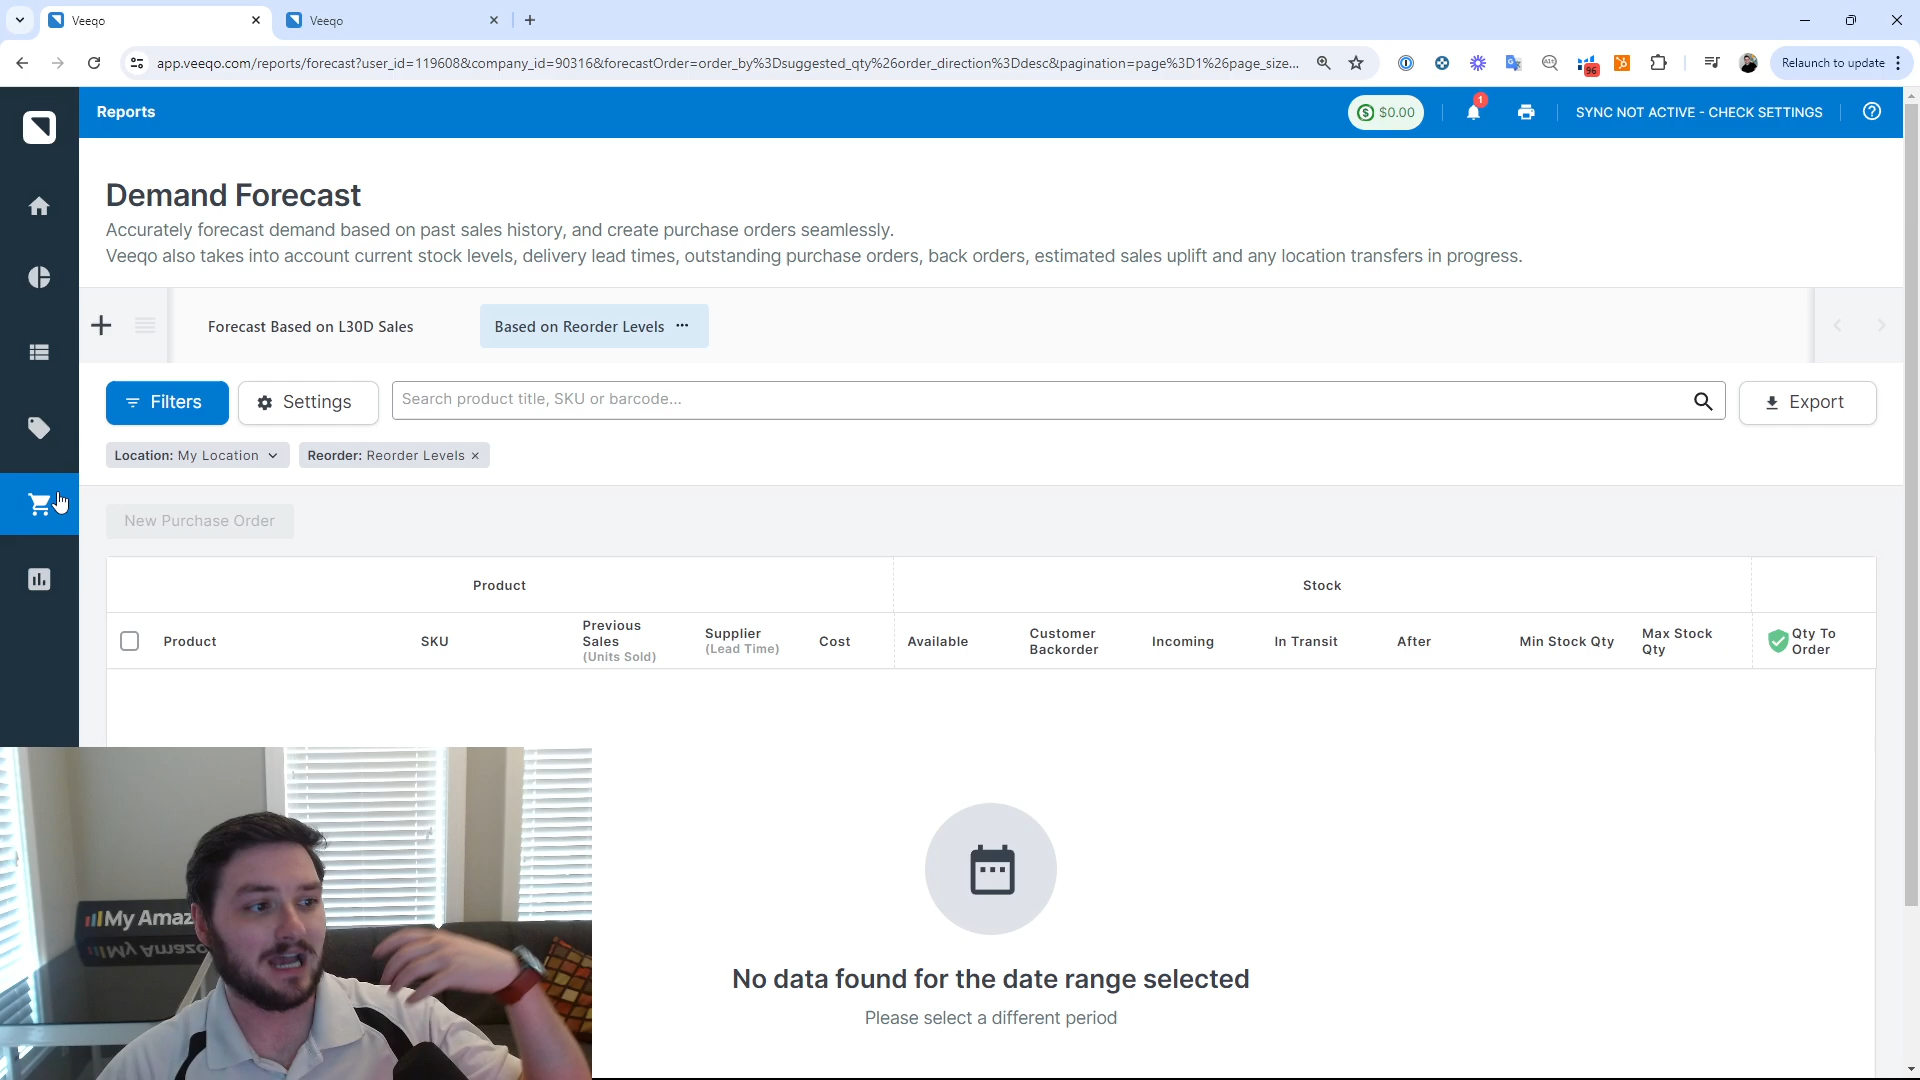 Veeqo
Veeqo
app.veeqo.com/reports/forecast?user_id=119608&company_id=90316&forecastOrder=order_by%3Dsuggested_qty%26order_direction%3Ddesc&pagination=page%3D1%26page_size...
96
Relaunch to update
Reports
$0.00
1
SYNC NOT ACTIVE - CHECK SETTINGS
Demand Forecast
Accurately forecast demand based on past sales history, and create purchase orders seamlessly.
Veeqo also takes into account current stock levels, delivery lead times, outstanding purchase orders, back orders, estimated sales uplift and any location transfers in progress.
Forecast Based on L30D Sales
Based on Reorder Levels
Filters
Settings
Search product title, SKU or barcode...
Export
Location: My Location
Reorder: Reorder Levels
New Purchase Order
Product
Stock
Product
SKU
Previous
Sales
(Units Sold)
Supplier
(Lead Time)
Cost
Available
Customer
Backorder
Incoming
In Transit
After
Min Stock Qty
Max Stock
Qty
Qty To
Order
No data found for the date range selected
Please select a different period
My Amaz